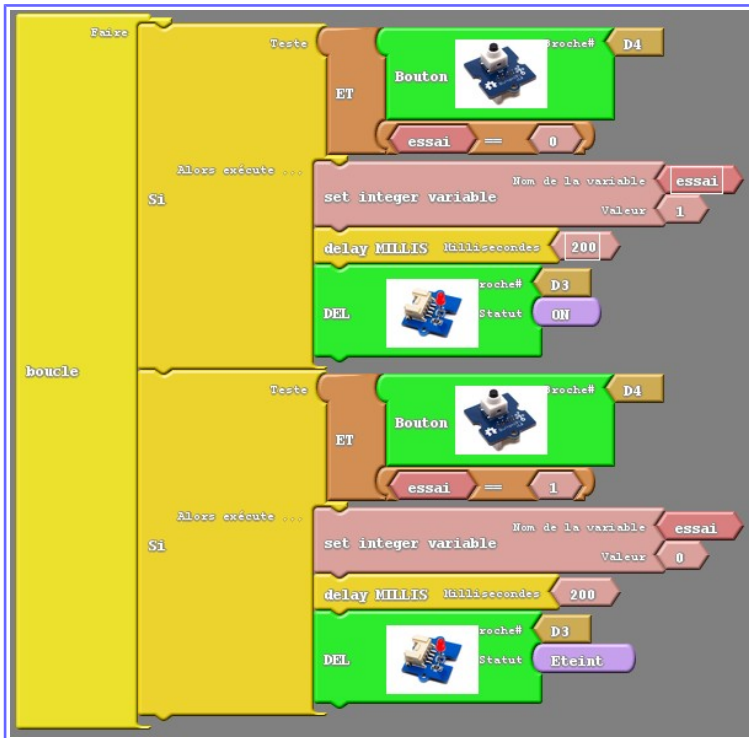 Faire
boucle
Si
Teste
ET
Bouton
Broche#
D4
essai == 0
Alors exécute ...
set integer variable
Nom de la variable
essai
Valeur
1
delay MILLIS Millisecondes 200
DEL
roche#
D3
Statut
ON
Si
Teste
ET
Bouton
Broche#
D4
essai == 1
Alors exécute ...
set integer variable
Nom de la variable
essai
Valeur
0
delay MILLIS Millisecondes 200
DEL
roche#
D3
Statut
Eteint